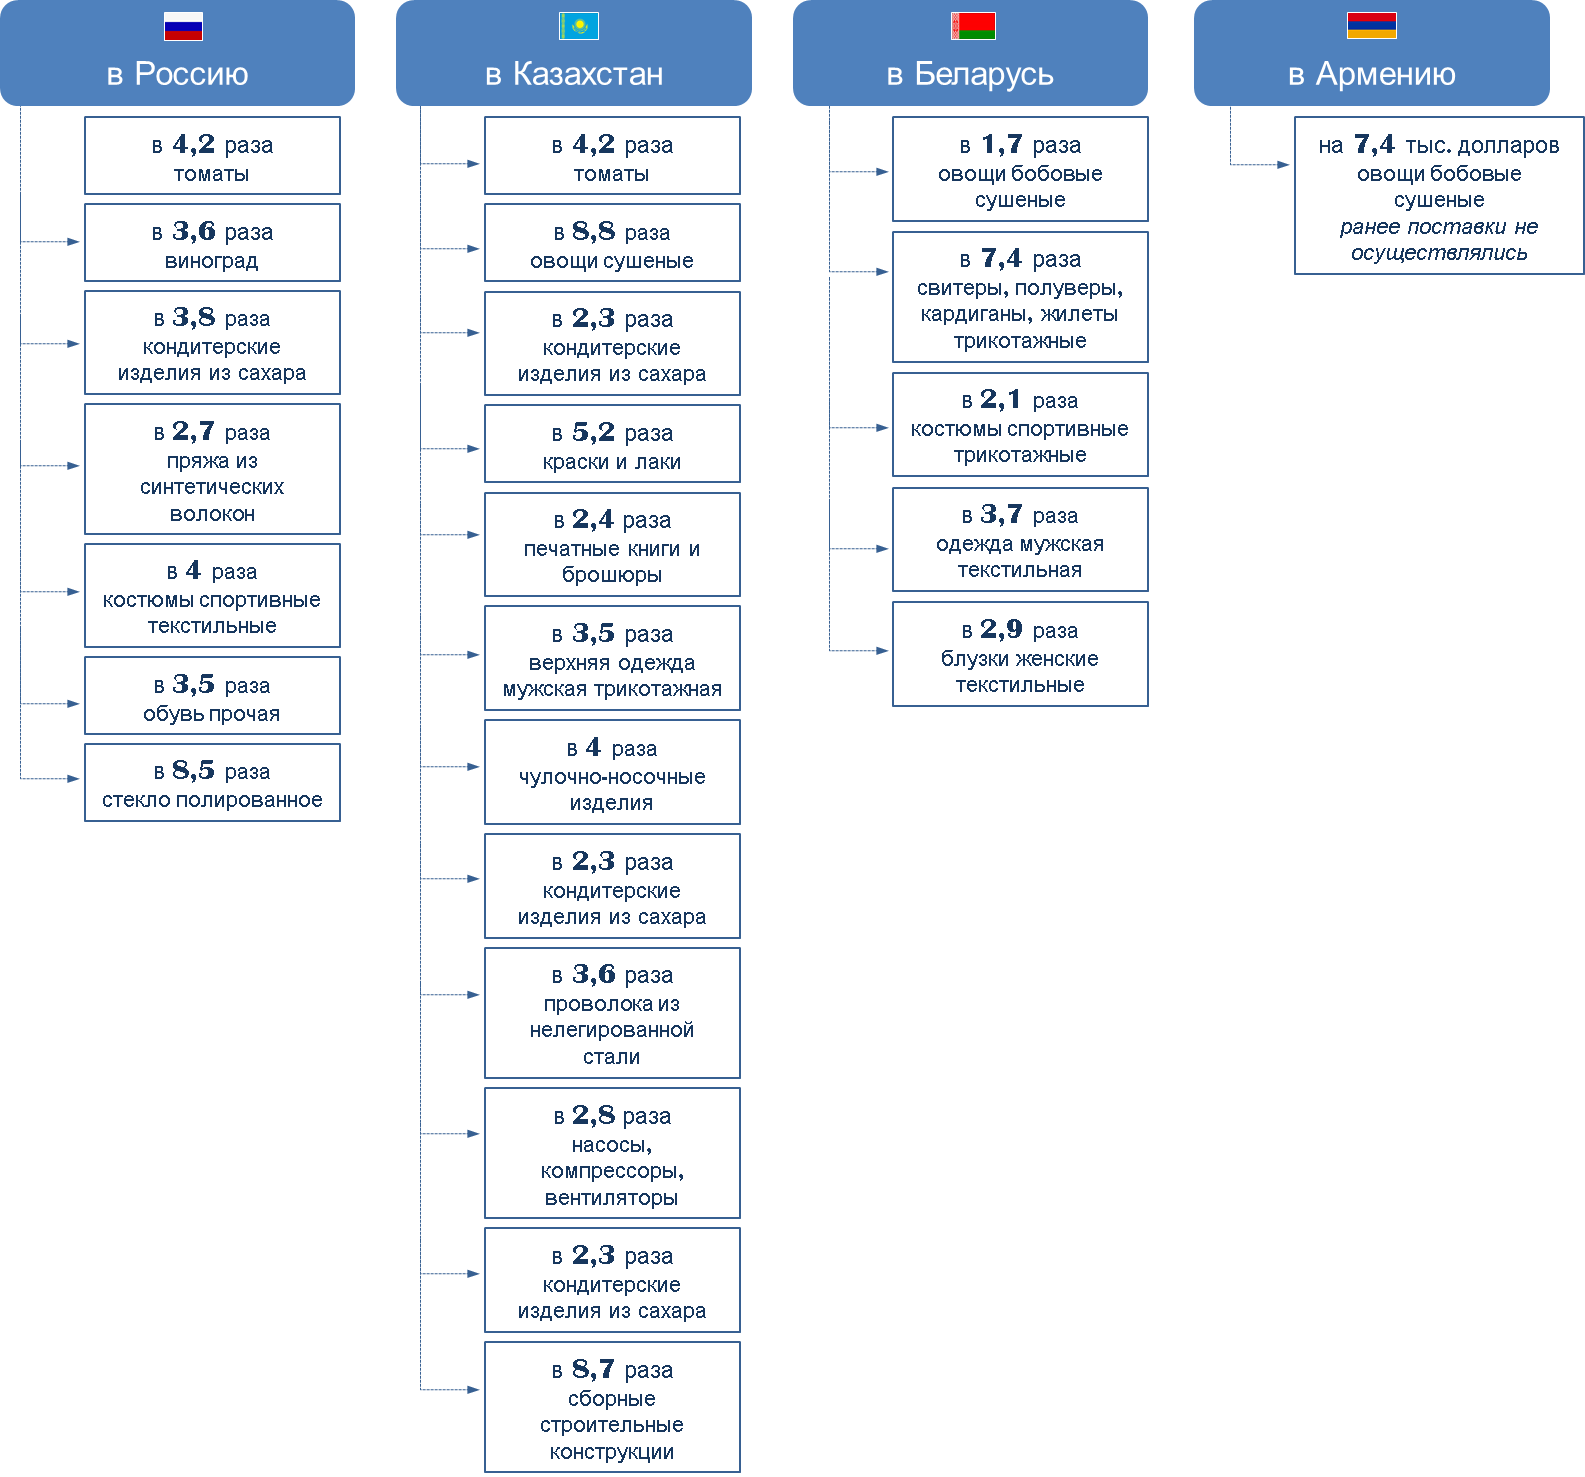 в Россию
в 4,2 раза
томаты
в 3,6 раза
виноград
в 3,8 раза
кондитерские
изделия из сахара
в 2,7 раза
пряжа из
синтетических
волокон
в 4 раза
костюмы спортивные
текстильные
в 3,5 раза
обувь прочая
в 8,5 раза
стекло полированное
в Казахстан
в 4,2 раза
томаты
в 8,8 раза
овощи сушеные
в 2,3 раза
кондитерские
изделия из сахара
в 5,2 раза
краски и лаки
в 2,4 раза
печатные книги и
брошюры
в 3,5 раза
верхняя одежда
мужская трикотажная
в 4 раза
чулочно-носочные
изделия
в 2,3 раза
кондитерские
изделия из сахара
в 3,6 раза
проволока из
нелегированной
стали
в 2,8 раза
насосы,
компрессоры,
вентиляторы
в 2,3 раза
кондитерские
изделия из сахара
в 8,7 раза
сборные
строительные
конструкции
в Беларусь
в 1,7 раза
овощи бобовые
сушеные
в 7,4 раза
свитеры, полуверы,
кардиганы, жилеты
трикотажные
в 2,1 раза
костюмы спортивные
трикотажные
в 3,7 раза
одежда мужская
текстильная
в 2,9 раза
блузки женские
текстильные
в Армению
на 7,4 тыс. долларов
овощи бобовые
сушеные
ранее поставки не
осуществлялись